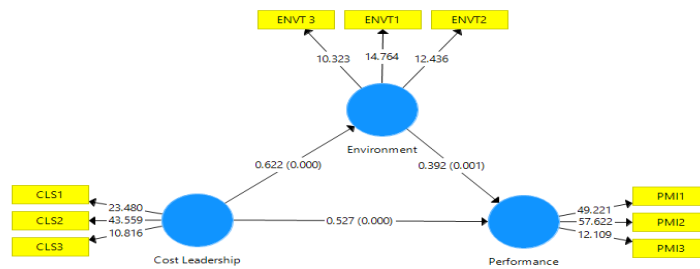 ENVT 3 ENVT1 ENVT2
10.323 14.764 12.436
Environment
0.622 (0.000) 0.392 (0.001)
CLS1
CLS2
CLS3
23.480
43.559
10.816
Cost Leadership
0.527 (0.000)
49.221
57.622
12.109
Performance
PMI1
PMI2
PMI3